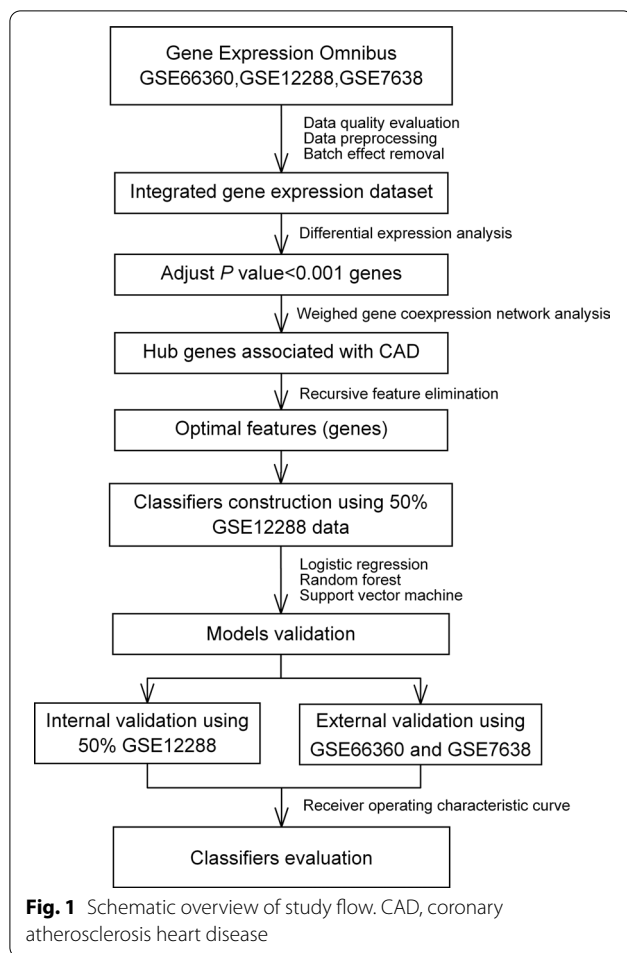 Gene Expression Omnibus
GSE66360,GSE12288,GSE7638
Data quality evaluation
Data preprocessing
Batch effect removal
Integrated gene expression dataset
Differential expression analysis
Adjust P value<0.001 genes
Weighed gene coexpression network analysis
Hub genes associated with CAD
Recursive feature elimination
Optimal features (genes)
Classifiers construction using 50%
GSE12288 data
Logistic regression
Random forest
Support vector machine
Models validation
Internal validation using
50% GSE12288
External validation using
GSE66360 and GSE7638
Receiver operating characteristic curve
Classifiers evaluation
Fig. 1 Schematic overview of study flow. CAD, coronary
atherosclerosis heart disease